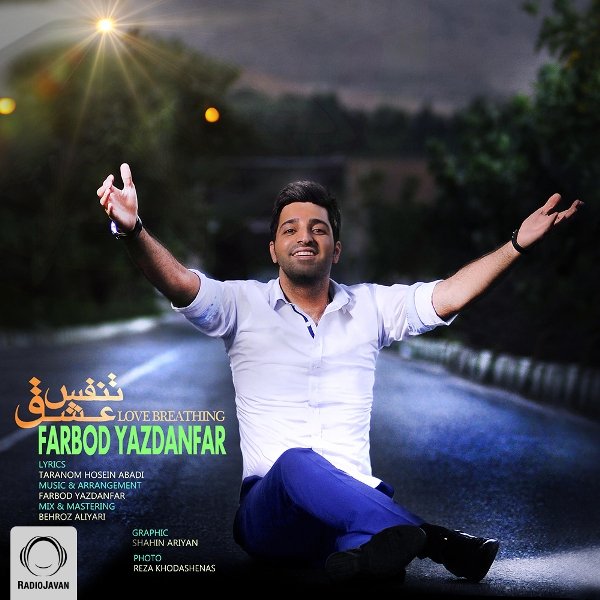 تنفس
عشق
LOVE BREATHING
FARBOD YAZDANFAR
LYRICS
TARANOM HOSEIN ABADI
MUSIC & ARRANGEMENT
FARBOD YAZDANFAR
MIX & MASTERING
BEHROZ ALIYARI
GRAPHIC
SHAHIN ARIYAN
PHOTO
REZA KHODASHENAS
RADIOJAVAN